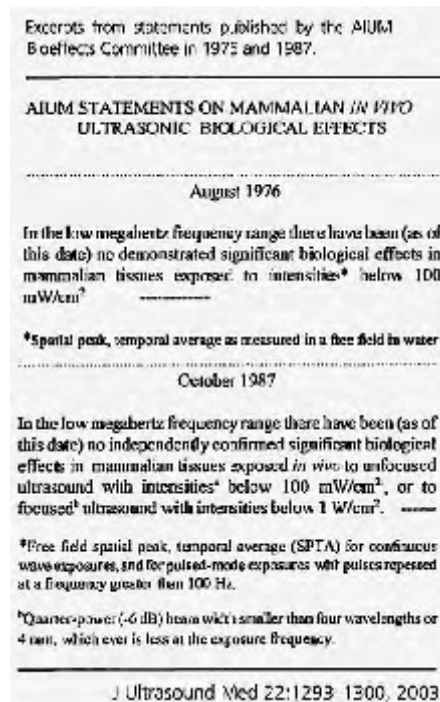 Excerpts from statements published by the AIUM
Bioeffects Committee in 1976 and 1987.
AIUM STATEMENTS ON MAMMALIAN IN VIVO
ULTRASONIC BIOLOGICAL EFFECTS
August 1976
In the low megahertz frequency range there have been (as of
this date) no demonstrated significant biological effects in
mammalian tissues exposed to intensities* below 100
mW/cm² ------------
*Spatial peak, temporal average as measured in a free field in water
October 1987
In the low megahertz frequency range there have been (as of
this date) no independently confirmed significant biological
effects in mammalian tissues exposed in vivo to unfocused
ultrasound with intensitiesª below 100 mW/cm², or to
focusedᵇ ultrasound with intensities below 1 W/cm². ------
ªFree field spatial peak, temporal average (SPTA) for continuous
wave exposures, and for pulsed-mode exposures with pulses repeated
at a frequency greater than 100 Hz.
ᵇQuarter-power (-6 dB) beam width smaller than four wavelengths or
4 mm, which ever is less at the exposure frequency.
J Ultrasound Med 22:1293–1300, 2003